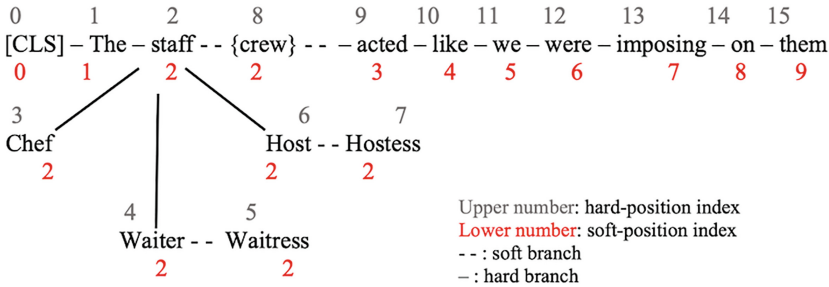 0 1 2 8 9 10 11 12 13 14 15
[CLS] – The – staff - - {crew} - - – acted – like – we – were – imposing – on – them
0 1 2 2 3 4 5 6 7 8 9
3 6 7
Chef Host - - Hostess
2 2 2
4 5
Waiter - - Waitress
2 2
Upper number: hard-position index
Lower number: soft-position index
- - : soft branch
– : hard branch